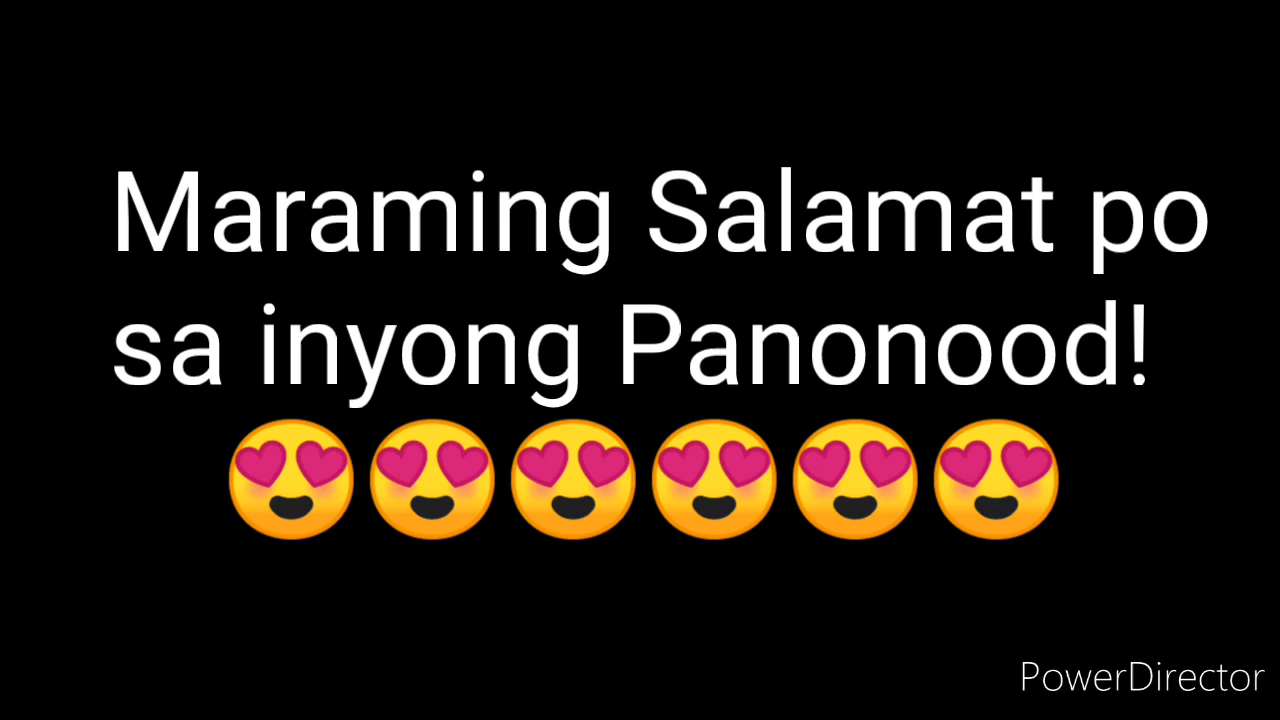 Maraming Salamat po
sa inyong Panonood!
😍😍😍😍😍😍
PowerDirector